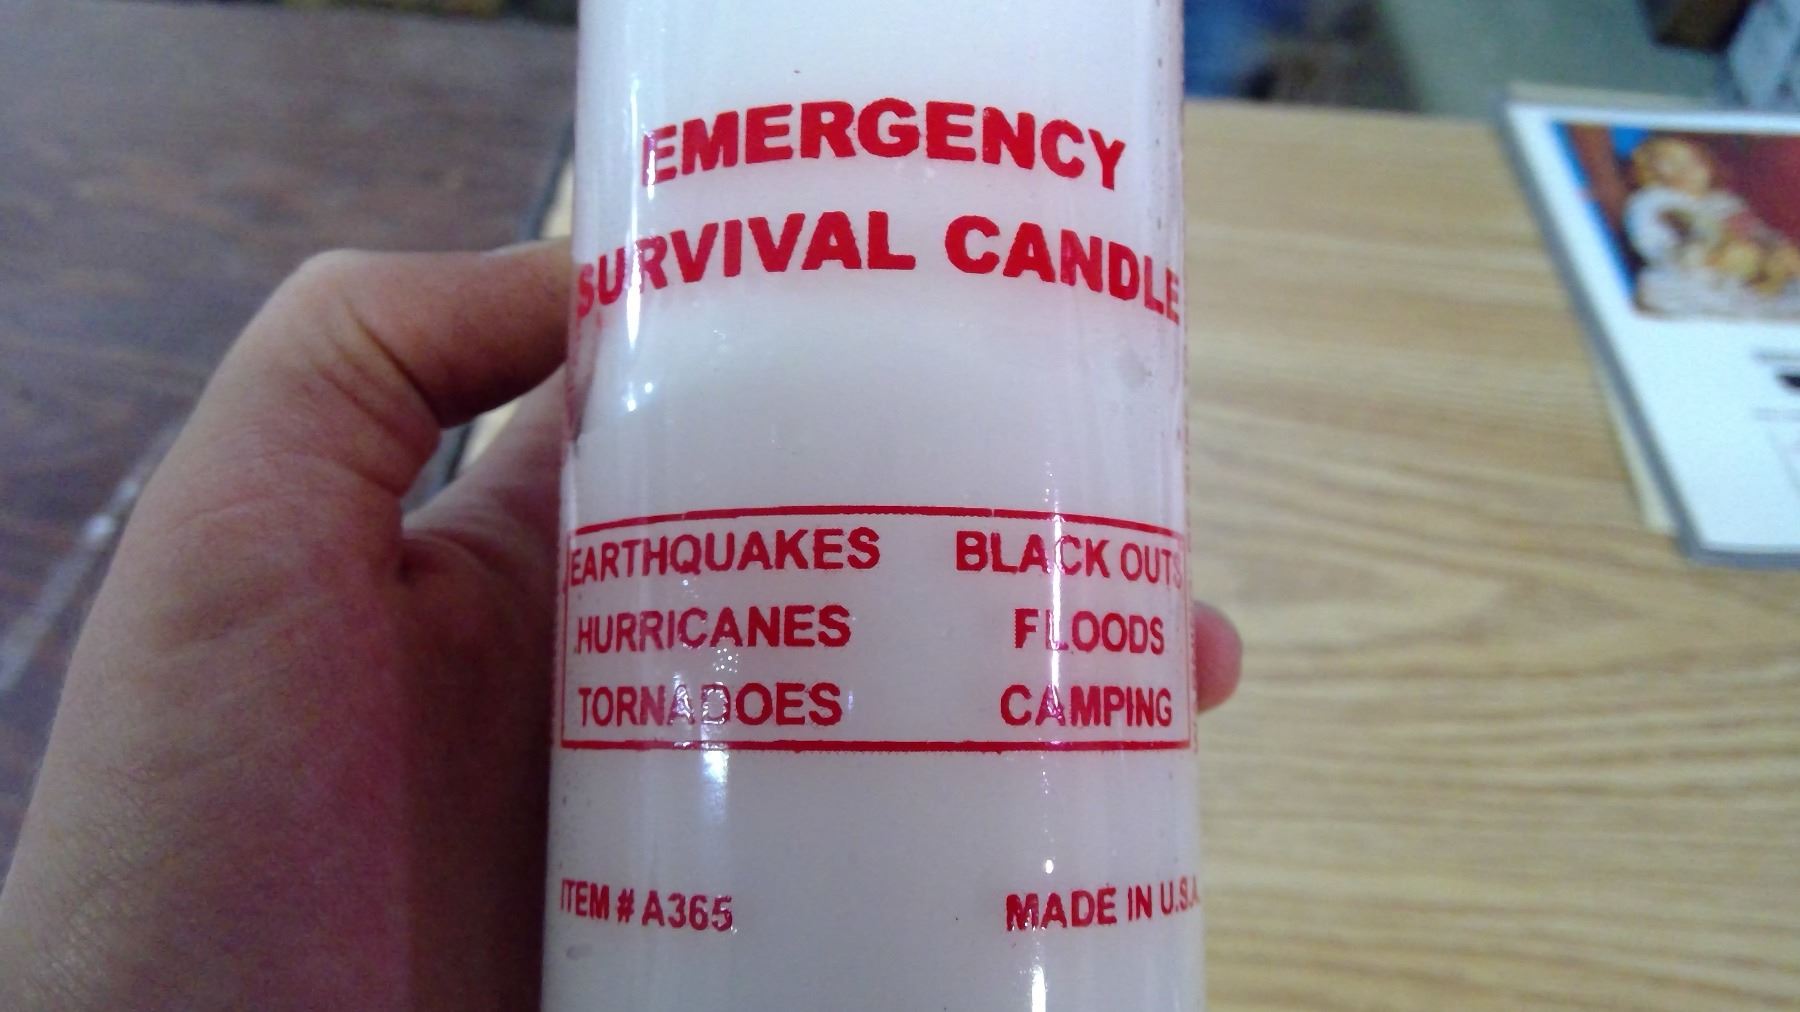 EMERGENCY
SURVIVAL CANDLE
EARTHQUAKES BLACK OUTS
HURRICANES FLOODS
TORNADOES CAMPING
ITEM # A365 MADE IN U.S.A.